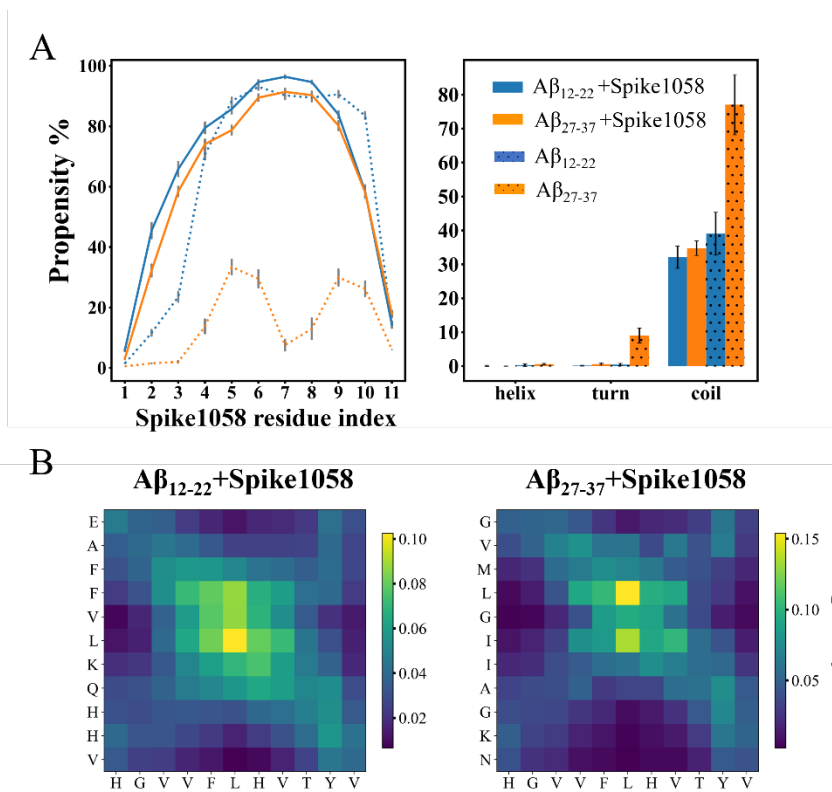 A
Propensity %
100
80
60
40
20
0
1 2 3 4 5 6 7 8 9 10 11
Spike1058 residue index
80
70
60
50
40
30
20
10
0
Aβ₁₂₋₂₂+Spike1058
Aβ₂₇₋₃₇+Spike1058
Aβ₁₂₋₂₂
Aβ₂₇₋₃₇
helix turn coil
B
Aβ₁₂₋₂₂+Spike1058
E
A
F
F
V
L
K
Q
H
H
V
H G V V F L H V T Y V
0.10
0.08
0.06
0.04
0.02
Aβ₂₇₋₃₇+Spike1058
G
V
M
L
G
I
I
A
G
K
N
H G V V F L H V T Y V
0.15
0.10
0.05